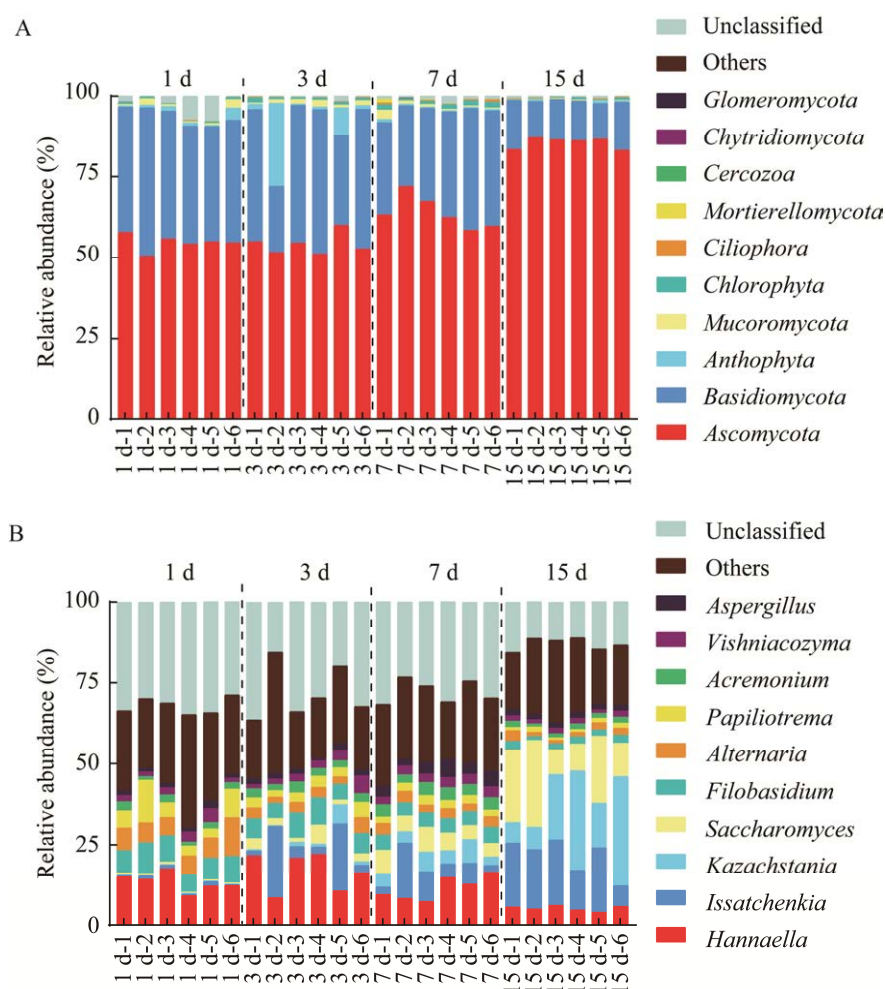 A
1 d 3 d 7 d 15 d
Relative abundance (%)
100
75
50
25
0
1 d-1 1 d-2 1 d-3 1 d-4 1 d-5 1 d-6 3 d-1 3 d-2 3 d-3 3 d-4 3 d-5 3 d-6 7 d-1 7 d-2 7 d-3 7 d-4 7 d-5 7 d-6 15 d-1 15 d-2 15 d-3 15 d-4 15 d-5 15 d-6
Unclassified
Others
Glomeromycota
Chytridiomycota
Cercozoa
Mortierellomycota
Ciliophora
Chlorophyta
Mucoromycota
Anthophyta
Basidiomycota
Ascomycota
B
1 d 3 d 7 d 15 d
Relative abundance (%)
100
75
50
25
0
1 d-1 1 d-2 1 d-3 1 d-4 1 d-5 1 d-6 3 d-1 3 d-2 3 d-3 3 d-4 3 d-5 3 d-6 7 d-1 7 d-2 7 d-3 7 d-4 7 d-5 7 d-6 15 d-1 15 d-2 15 d-3 15 d-4 15 d-5 15 d-6
Unclassified
Others
Aspergillus
Vishniacozyma
Acremonium
Papiliotrema
Alternaria
Filobasidium
Saccharomyces
Kazachstania
Issatchenkia
Hannaella